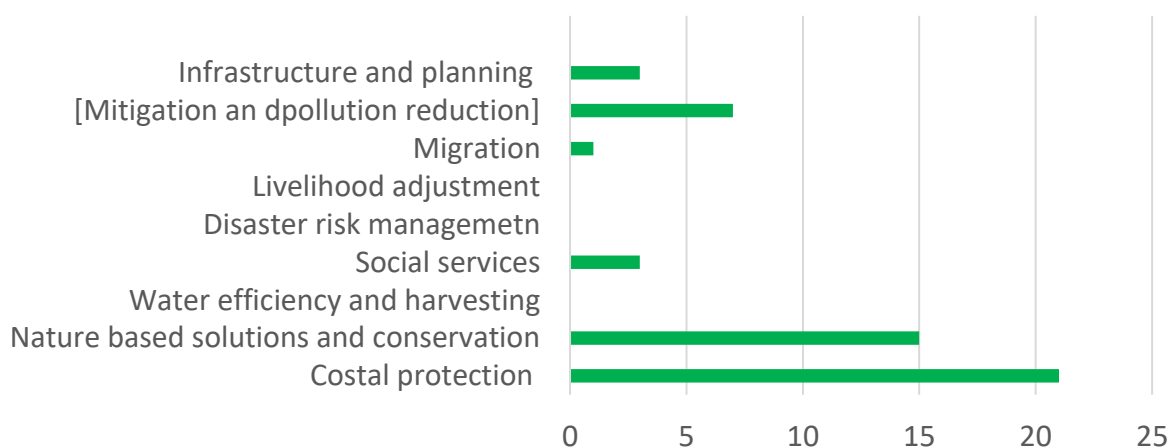 Infrastructure and planning
[Mitigation an dpollution reduction]
Migration
Livelihood adjustment
Disaster risk managemetn
Social services
Water efficiency and harvesting
Nature based solutions and conservation
Costal protection
0 5 10 15 20 25